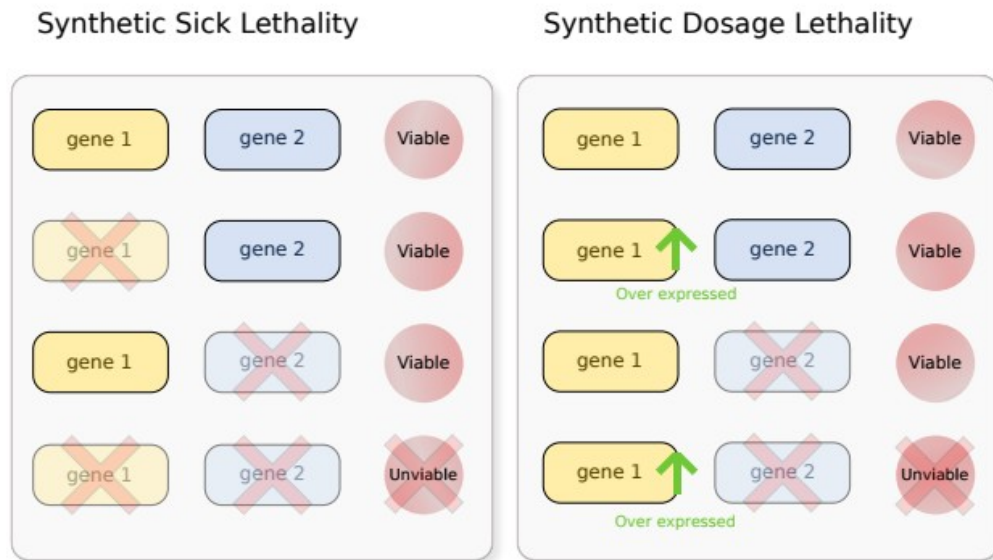 Synthetic Sick Lethality
gene 1 gene 2 Viable
gene 1 gene 2 Viable
gene 1 gene 2 Viable
gene 1 gene 2 Unviable
Synthetic Dosage Lethality
gene 1 gene 2 Viable
gene 1 gene 2 Viable
Over expressed
gene 1 gene 2 Viable
gene 1 gene 2 Unviable
Over expressed